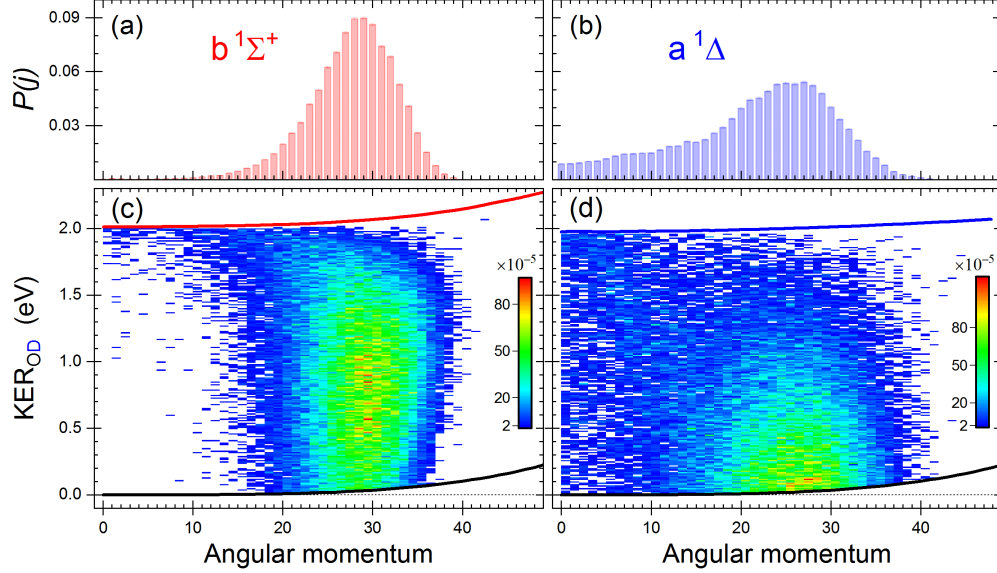 (a)
b ¹Σ⁺
P(j)
0.09
0.06
0.03
(b)
a ¹Δ
(c)
KER_OD (eV)
2.0
1.5
1.0
0.5
0.0
×10⁻⁵
80
50
20
2
0 10 20 30 40
Angular momentum
(d)
×10⁻⁵
80
50
20
2
0 10 20 30 40
Angular momentum